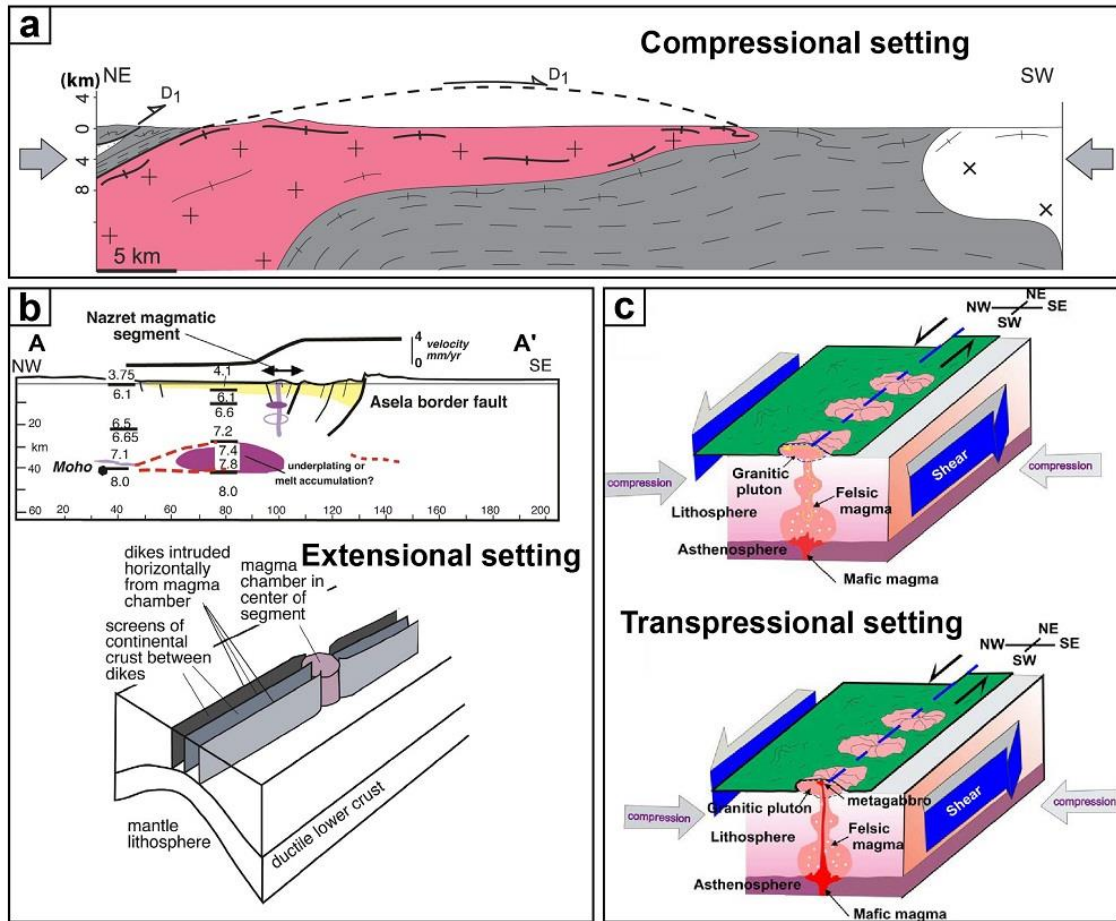 a
Compressional setting
(km)
NE
D1
D1
SW
4
0
4
8
5 km
b
Nazret magmatic
segment
A
NW
4
0
velocity
mm/yr
A'
SE
3.75
4.1
6.1
6.1
6.6
Asela border fault
20
6.5
6.65
km
7.1
7.2
7.4
7.8
Moho
40
8.0
8.0
underplating or
melt accumulation?
60
20
40
60
80
100
120
140
160
180
200
Extensional setting
dikes intruded
horizontally
from magma
chamber
magma
chamber in
center of
segment
screens of
continental
crust between
dikes
mantle
lithosphere
ductile lower crust
c
NE
NW
SE
SW
compression
Granitic
pluton
Shear
compression
Lithosphere
Felsic
magma
Asthenosphere
Mafic magma
Transpressional setting
NE
NW
SE
SW
compression
Granitic pluton
metagabbro
Shear
compression
Lithosphere
Felsic
magma
Asthenosphere
Mafic magma